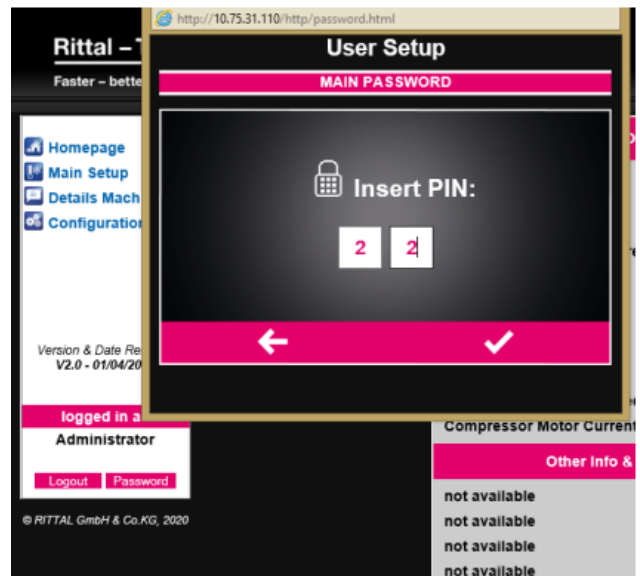 http://10.75.31.110/http/password.html
User Setup
MAIN PASSWORD
Insert PIN:
2 2
Rittal –
Faster – bette
Homepage
Main Setup
Details Mach
Configuration
Version & Date Re
V2.0 - 01/04/20
logged in a
Administrator
Logout Password
© RITTAL GmbH & Co.KG, 2020
Compressor Motor Current
Other Info &
not available
not available
not available
not available